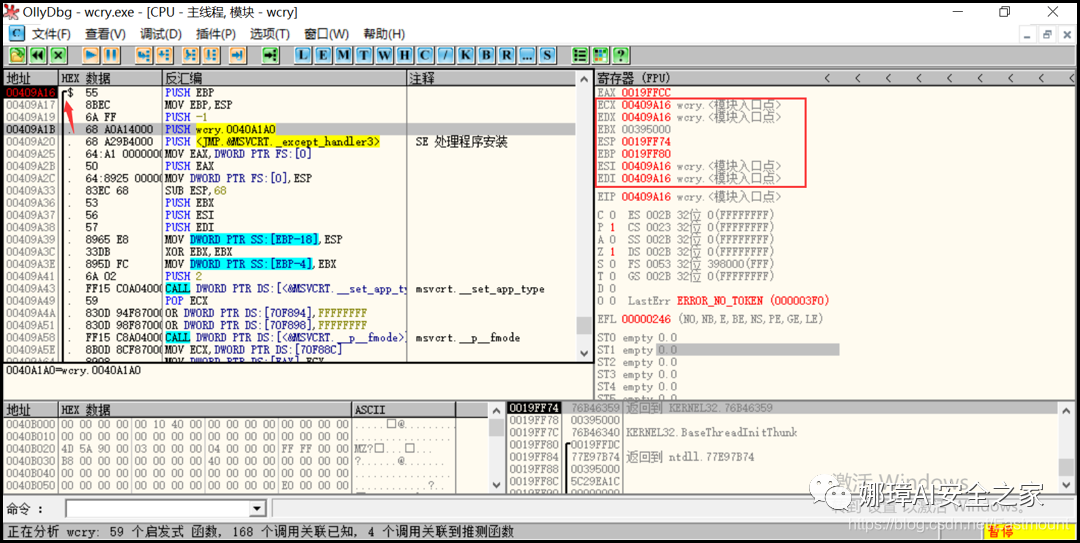 OllyDbg - wcry.exe - [CPU - 主线程, 模块 - wcry]
文件(F) 查看(V) 调试(D) 插件(P) 选项(T) 窗口(W) 帮助(H)
L E M T W H C / K B R ... S
地址 HEX 数据 反汇编 注释 寄存器 (FPU) < < < < < < < <
00409A16 $ 55 PUSH EBP
00409A17 . 8BEC MOV EBP,ESP
00409A19 . 6A FF PUSH -1
00409A1B . 68 A0A14000 PUSH wcry.0040A1A0
00409A20 . 68 A29B4000 PUSH <JMP.&MSVCRT._except_handler3> SE 处理程序安装
00409A25 . 64:A1 0000000 MOV EAX,DWORD PTR FS:[0]
00409A2B . 50 PUSH EAX
00409A2C . 64:8925 00000 MOV DWORD PTR FS:[0],ESP
00409A33 . 83EC 68 SUB ESP,68
00409A36 . 53 PUSH EBX
00409A37 . 56 PUSH ESI
00409A38 . 57 PUSH EDI
00409A39 . 8965 E8 MOV DWORD PTR SS:[EBP-18],ESP
00409A3C . 33DB XOR EBX,EBX
00409A3E . 895D FC MOV DWORD PTR SS:[EBP-4],EBX
00409A41 . 6A 02 PUSH 2
00409A43 . FF15 C0A04000 CALL DWORD PTR DS:[<&MSVCRT.__set_app_ty msvcrt.__set_app_type
00409A49 . 59 POP ECX
00409A4A . 830D 94F87000 OR DWORD PTR DS:[70F894],FFFFFFFF
00409A51 . 830D 98F87000 OR DWORD PTR DS:[70F898],FFFFFFFF
00409A58 . FF15 C8A04000 CALL DWORD PTR DS:[<&MSVCRT.__p__fmode>] msvcrt.__p__fmode
00409A5E . 8B0D 8CF87000 MOV ECX,DWORD PTR DS:[70F88C]
0040A1A0=wcry.0040A1A0
EAX 0019FFCC
ECX 00409A16 wcry.<模块入口点>
EDX 00409A16 wcry.<模块入口点>
EBX 00395000
ESP 0019FF74
EBP 0019FF80
ESI 00409A16 wcry.<模块入口点>
EDI 00409A16 wcry.<模块入口点>
EIP 00409A16 wcry.<模块入口点>
C 0 ES 002B 32位 0(FFFFFFFF)
P 1 CS 0023 32位 0(FFFFFFFF)
A 0 SS 002B 32位 0(FFFFFFFF)
Z 1 DS 002B 32位 0(FFFFFFFF)
S 0 FS 0053 32位 398000(FFF)
T 0 GS 002B 32位 0(FFFFFFFF)
D 0
O 0 LastErr ERROR_NO_TOKEN (000003F0)
EFL 00000246 (NO,NB,E,BE,NS,PE,GE,LE)
ST0 empty 0.0
ST1 empty 0.0
ST2 empty 0.0
ST3 empty 0.0
ST4 empty 0.0
地址 HEX 数据 ASCII
0040B000 00 00 00 00 00 10 40 00 00 00 00 00 00 00 00 00
0040B010 00 00 00 00 00 00 00 00 00 00 00 00 00 00 00 00
0040B020 4D 5A 90 00 03 00 00 00 04 00 00 00 FF FF 00 00
0040B030 B8 00 00 00 00 00 00 00 40 00 00 00 00 00 00 00
0040B040 00 00 00 00 00 00 00 00 00 00 00 00 00 00 00 00
0040B050 00 00 00 00 00 00 00 00 00 00 00 00 E0 00 00 00
0019FF74 76B46359 返回到 KERNEL32.76B46359
0019FF78 00395000
0019FF7C 76B46340 KERNEL32.BaseThreadInitThunk
0019FF80 0019FFDC
0019FF84 77E97B74 返回到 ntdll.77E97B74
0019FF88 00395000
0019FF8C 5C29EA1C
激活 Windows
娜璋AI安全之家
命令 :
https://blog.csdn.net/Eastmount
正在分析 wcry: 59 个启发式 函数, 168 个调用关联已知, 4 个调用关联到推测函数
暂停